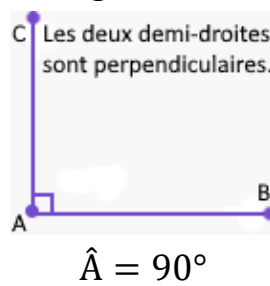 C Les deux demi-droites
sont perpendiculaires.
B
A
Â = 90°